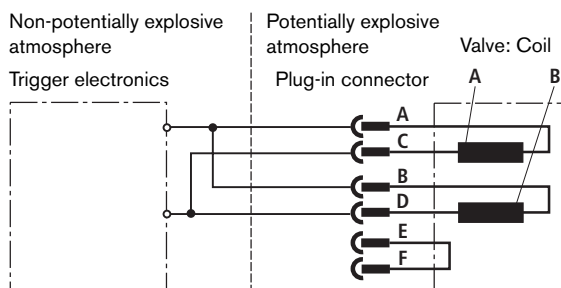 Non-potentially explosive
atmosphere
Trigger electronics
Potentially explosive
atmosphere
Plug-in connector
Valve: Coil
A
B
A
C
B
D
E
F